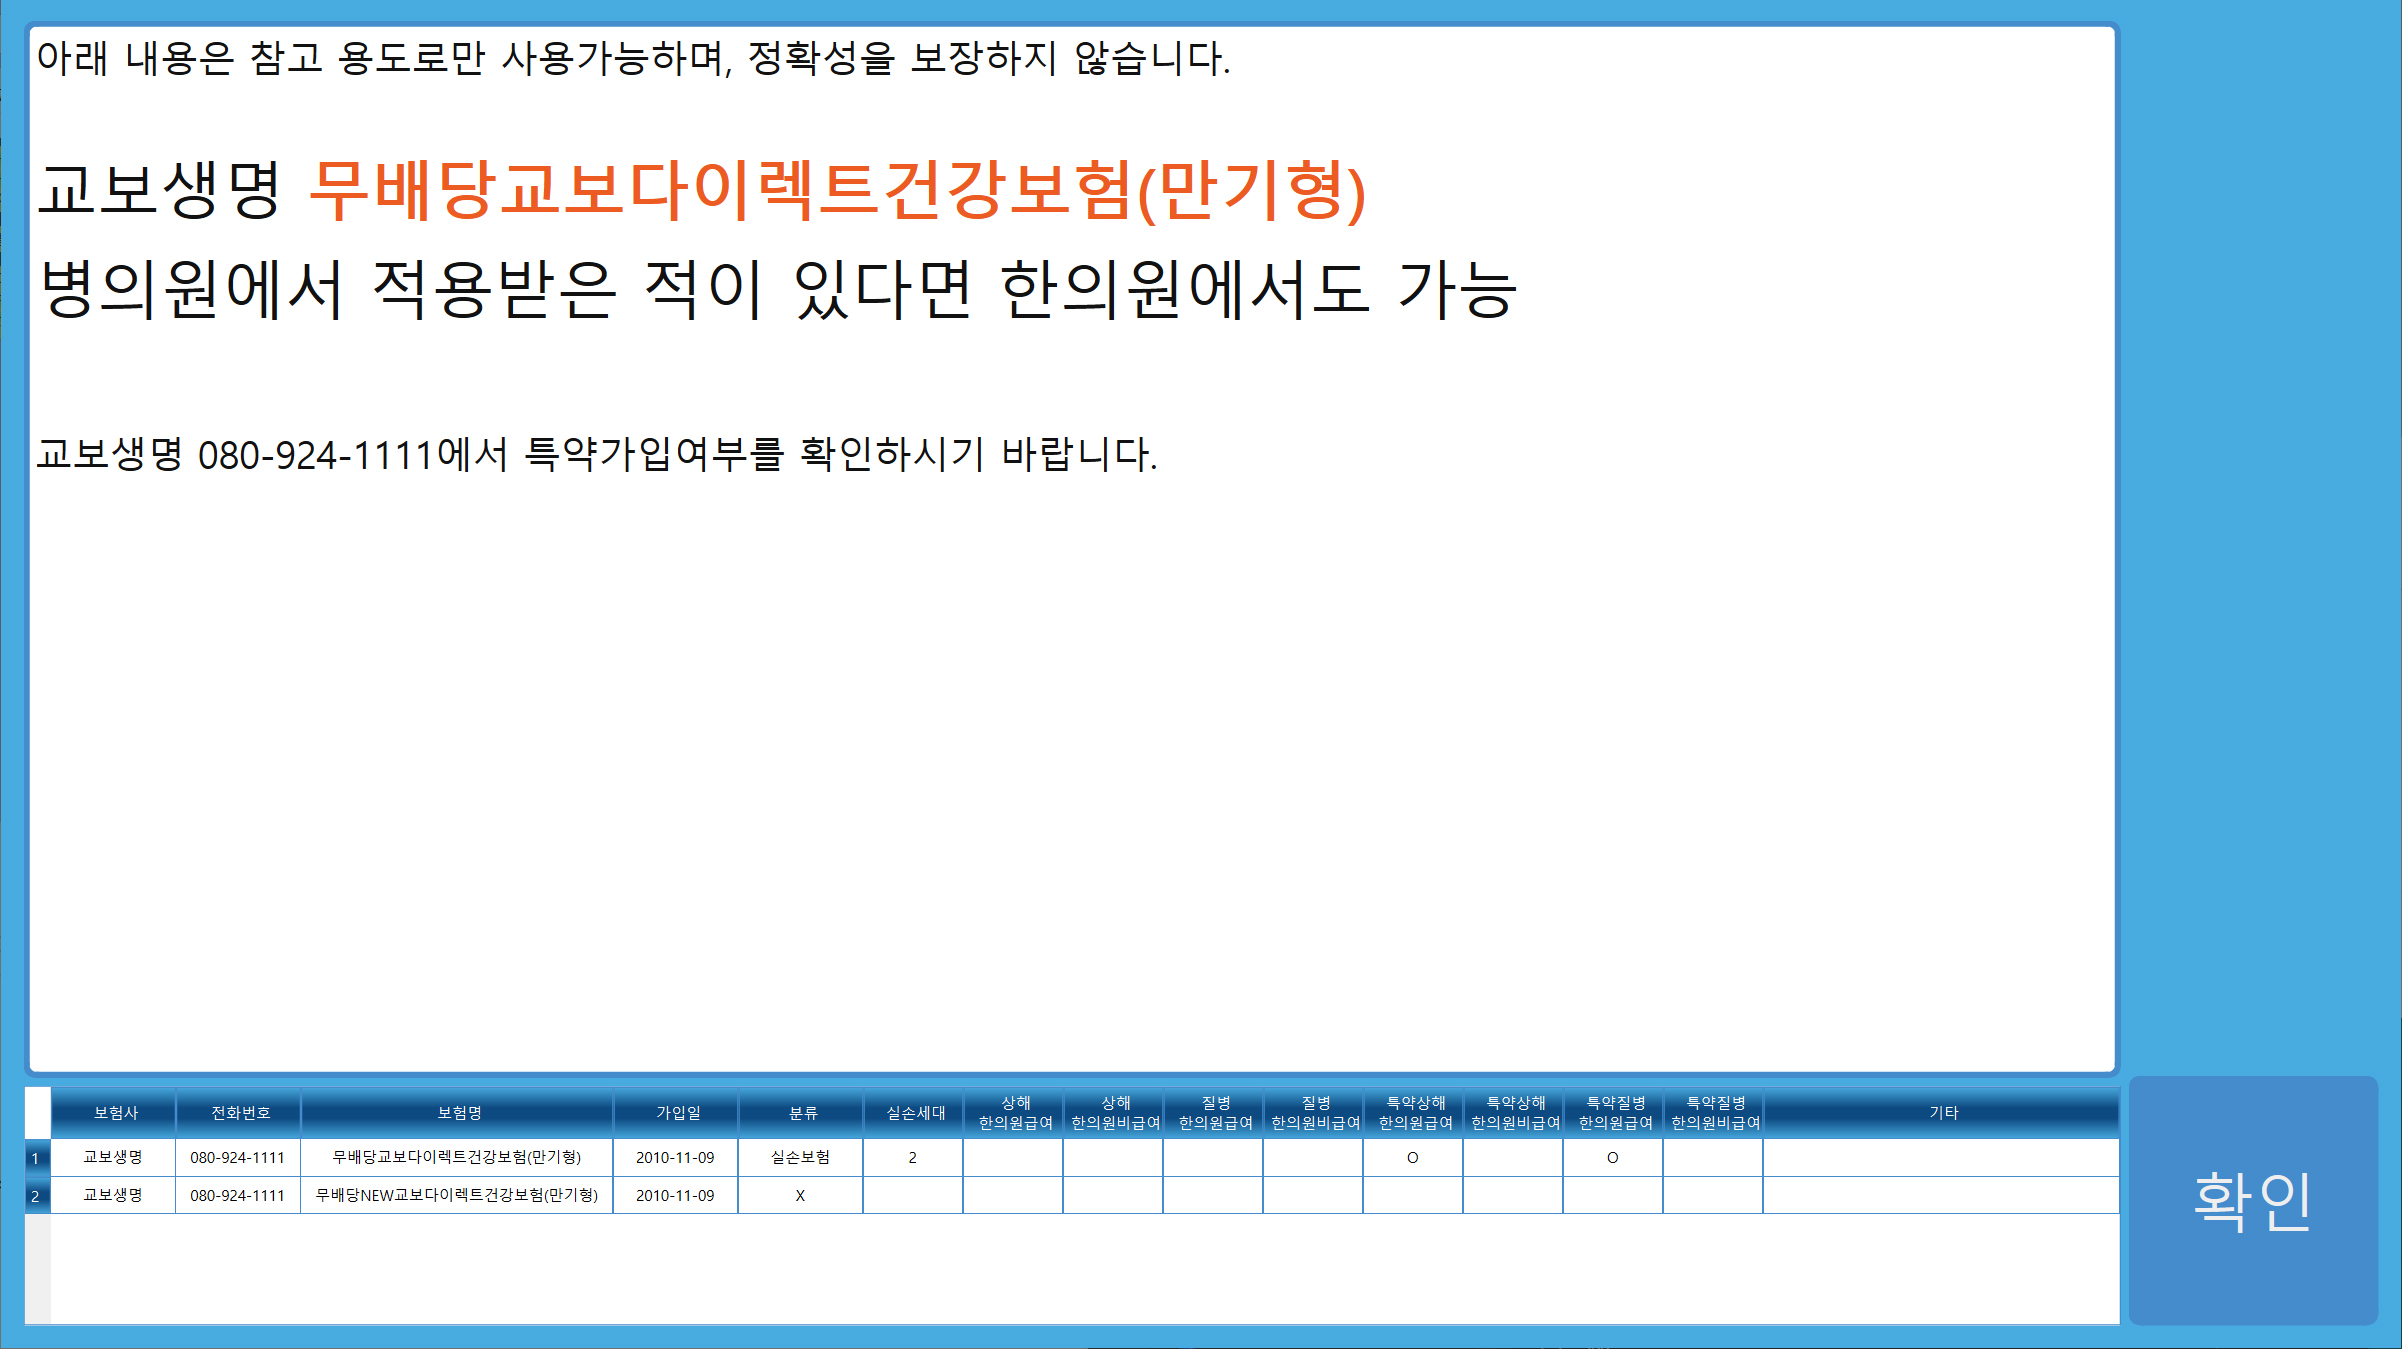 아래 내용은 참고 용도로만 사용가능하며, 정확성을 보장하지 않습니다.
교보생명 무배당교보다이렉트건강보험(만기형)
병의원에서 적용받은 적이 있다면 한의원에서도 가능
교보생명 080-924-1111에서 특약가입여부를 확인하시기 바랍니다.
보험사 전화번호 보험명 가입일 분류 실손세대 상해 한의원급여 상해 한의원비급여 질병 한의원급여 질병 한의원비급여 특약상해 한의원급여 특약상해 한의원비급여 특약질병 한의원급여 특약질병 한의원비급여 기타
1 교보생명 080-924-1111 무배당교보다이렉트건강보험(만기형) 2010-11-09 실손보험 2 O O
2 교보생명 080-924-1111 무배당NEW교보다이렉트건강보험(만기형) 2010-11-09 X
확인